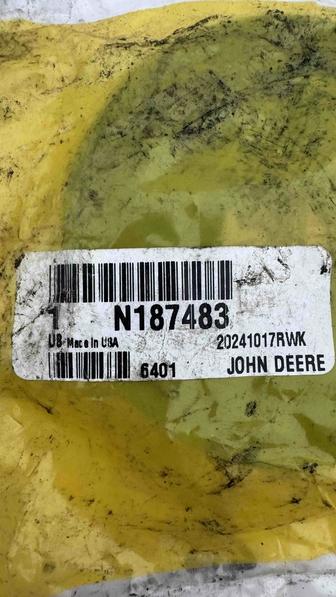 1 N187483
US Made In USA 20241017RWK
6401 JOHN DEERE